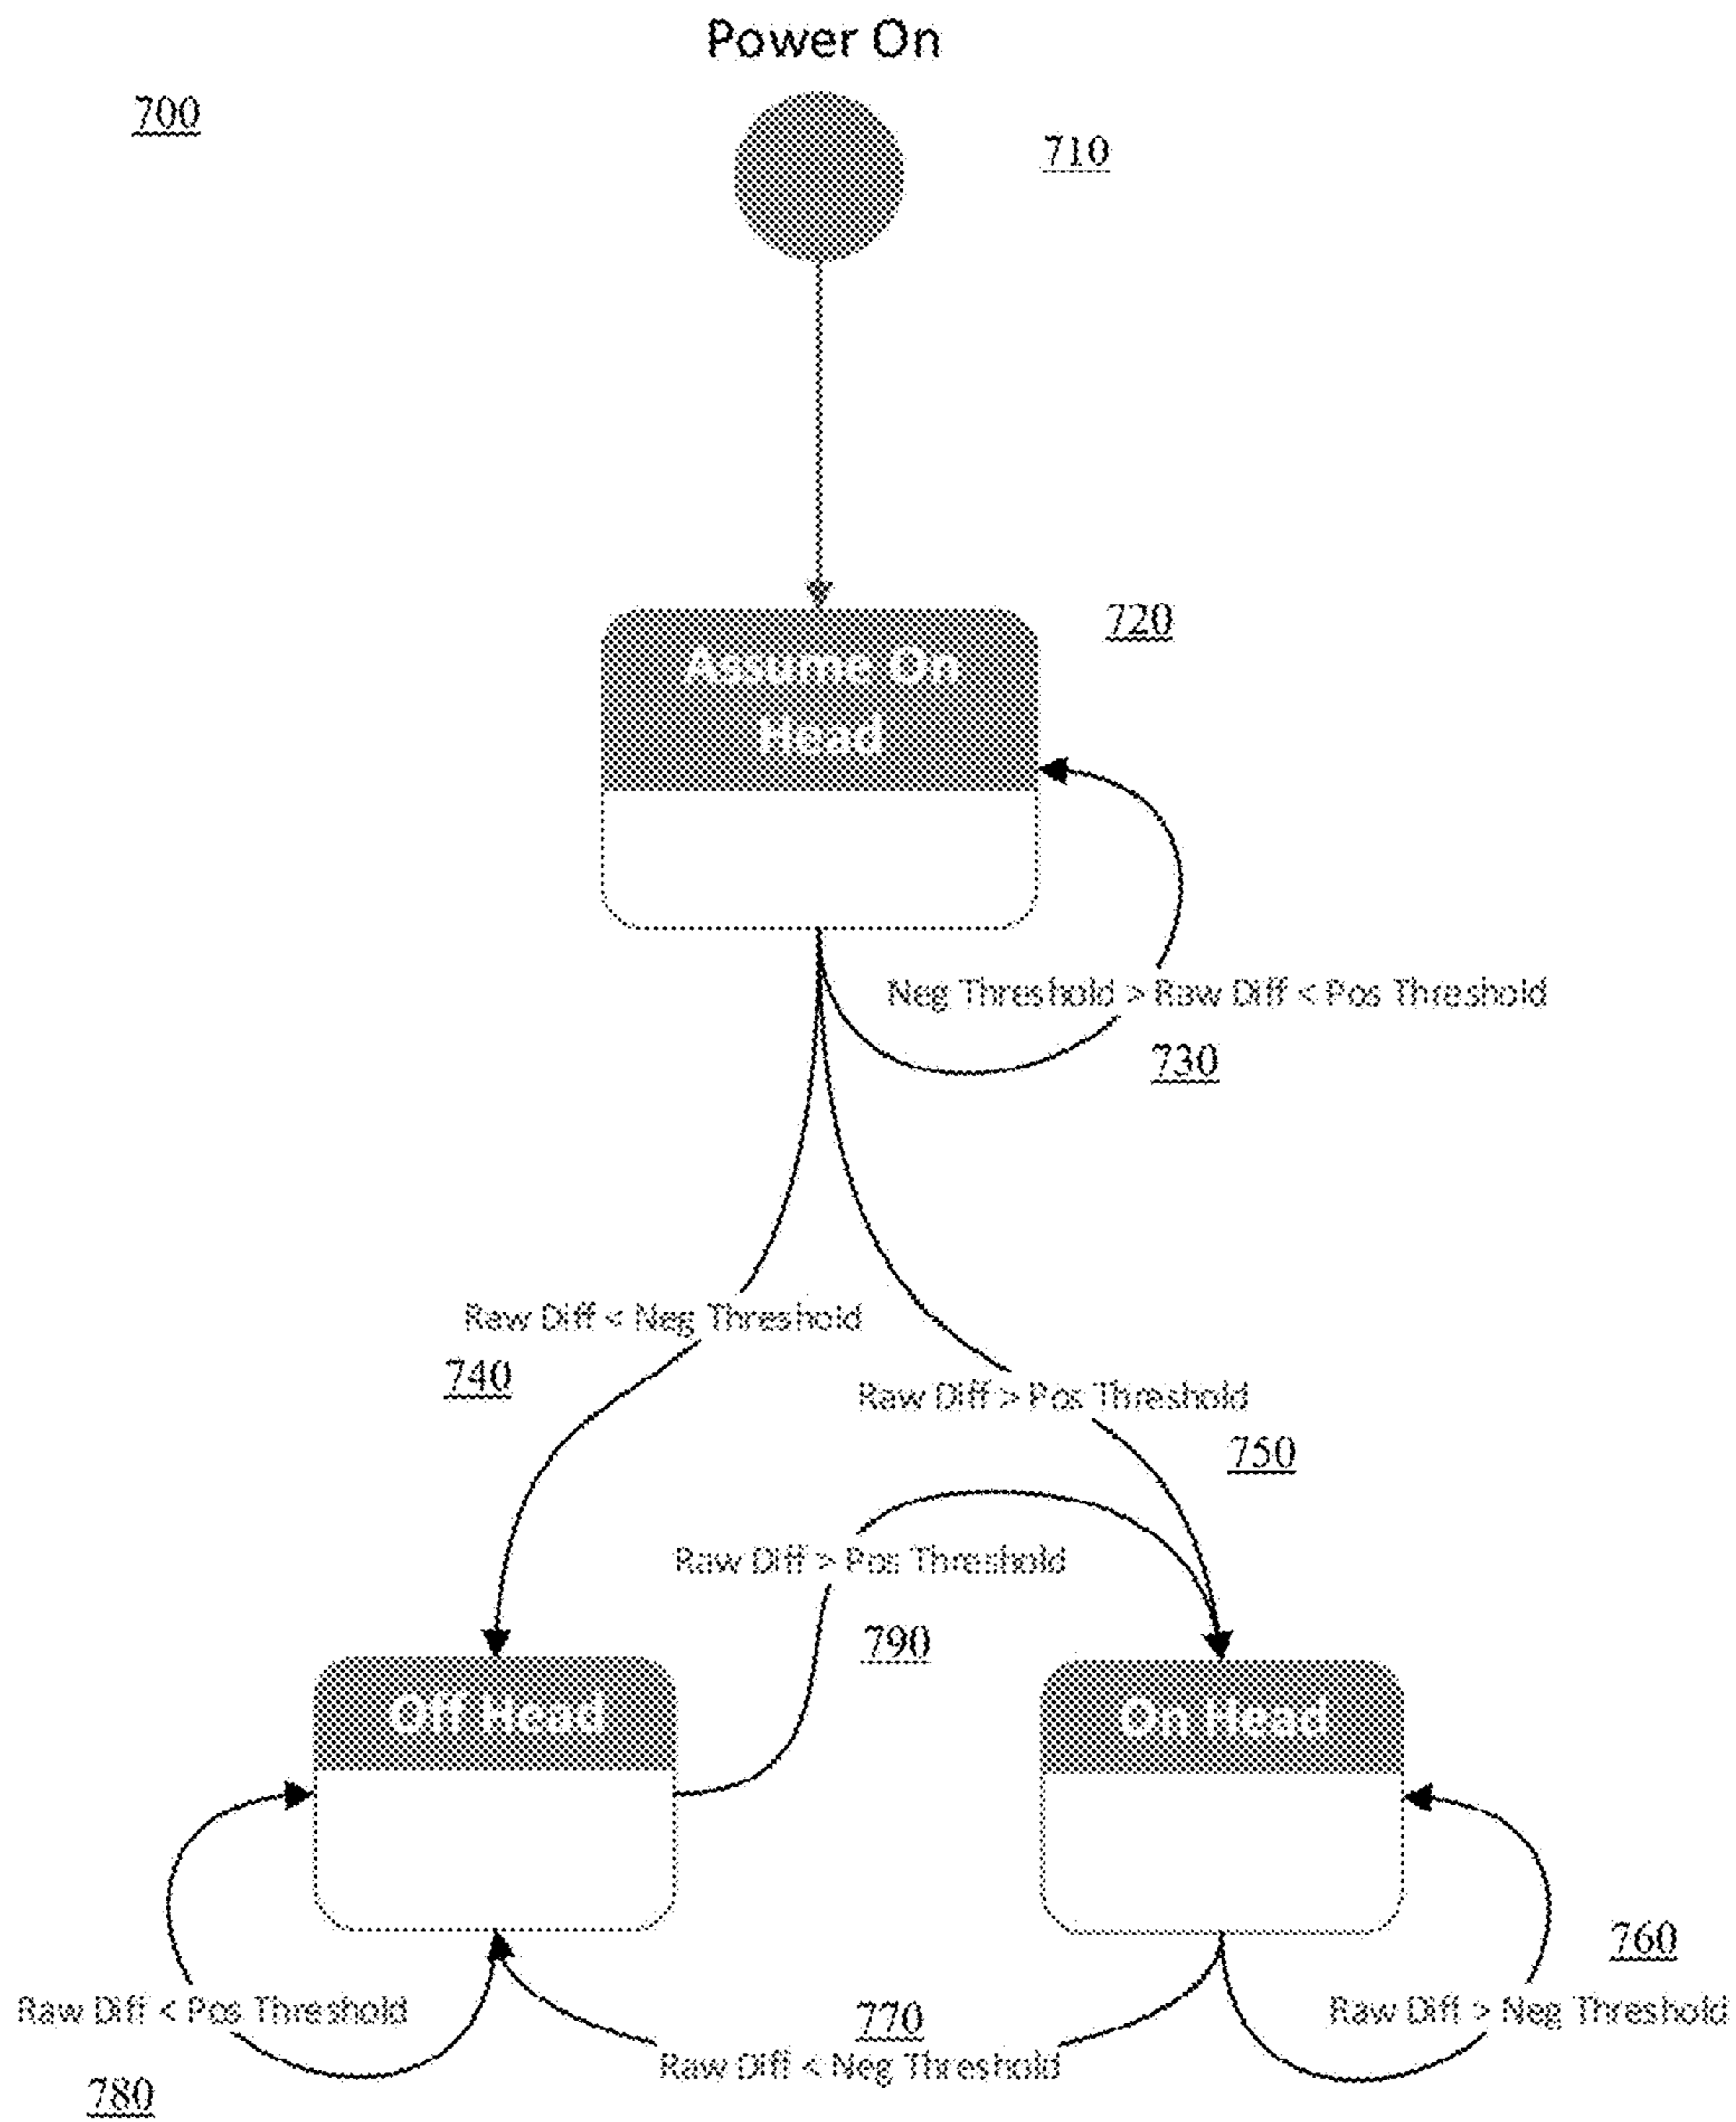 Power On
700
710
720
Assume On
Head
Neg Threshold > Raw Diff < Pos Threshold
730
Raw Diff < Neg Threshold
740
Raw Diff > Pos Threshold
750
Raw Diff > Pos Threshold
790
Off Head
On Head
760
Raw Diff < Pos Threshold
770
Raw Diff > Neg Threshold
Raw Diff < Neg Threshold
780